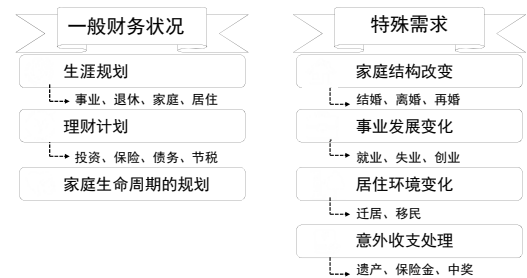 一般财务状况
生涯规划
事业、退休、家庭、居住
理财计划
投资、保险、债务、节税
家庭生命周期的规划
特殊需求
家庭结构改变
结婚、离婚、再婚
事业发展变化
就业、失业、创业
居住环境变化
迁居、移民
意外收支处理
遗产、保险金、中奖